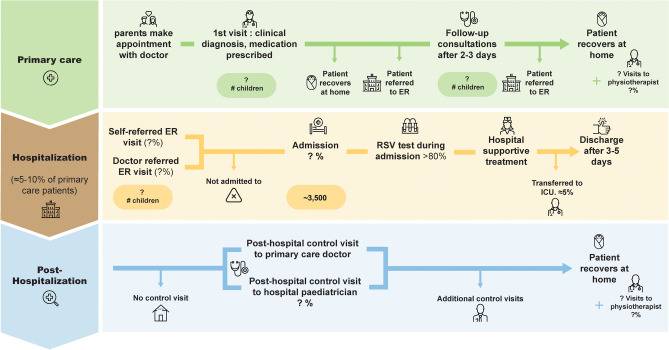 Primary care
parents make
appointment
with doctor
1st visit : clinical
diagnosis, medication
prescribed
?
# children
Patient
recovers
at home
Patient
referred
to ER
Follow-up
consultations
after 2-3 days
?
# children
Patient
referred
to ER
Patient
recovers at
home
+
? Visits to
physiotherapist
?%
Hospitalization
(≈5-10% of primary
care patients)
Self-referred ER
visit (?%)
Doctor referred
ER visit (?%)
?
# children
Not admitted to
Admission
? %
~3,500
RSV test during
admission >80%
Hospital
supportive
treatment
Transferred to
ICU. ≈5%
Discharge
after 3-5
days
Post-
Hospitalization
No control visit
Post-hospital control visit
to primary care doctor
Post-hospital control visit
to hospital paediatrician
? %
Additional control visits
Patient
recovers at
home
+
? Visits to
physiotherapist
?%